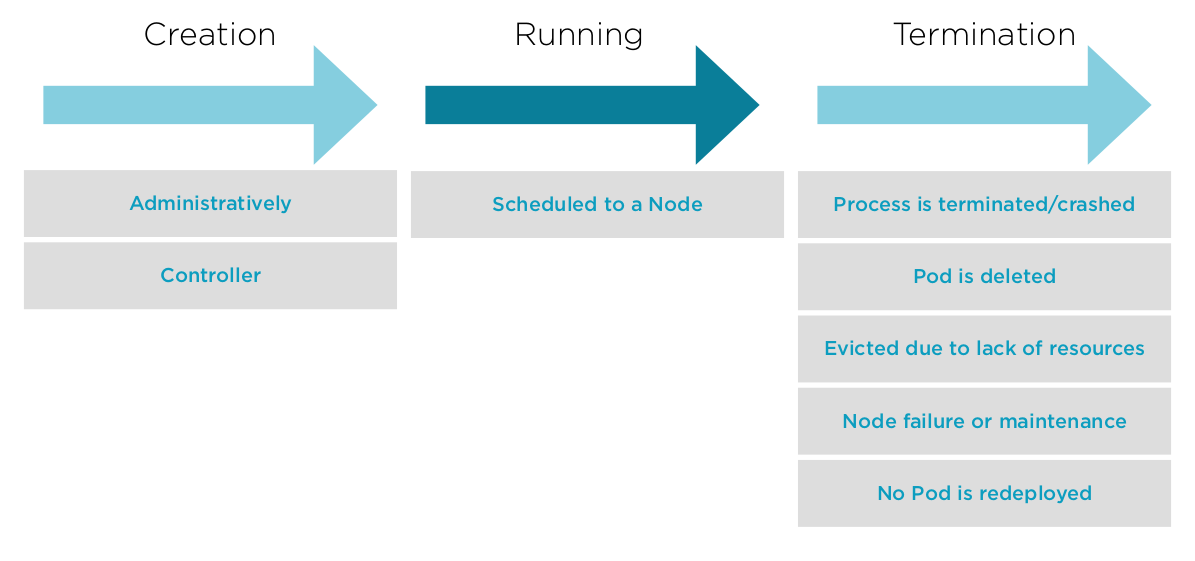 Creation
Administratively
Controller
Running
Scheduled to a Node
Termination
Process is terminated/crashed
Pod is deleted
Evicted due to lack of resources
Node failure or maintenance
No Pod is redeployed